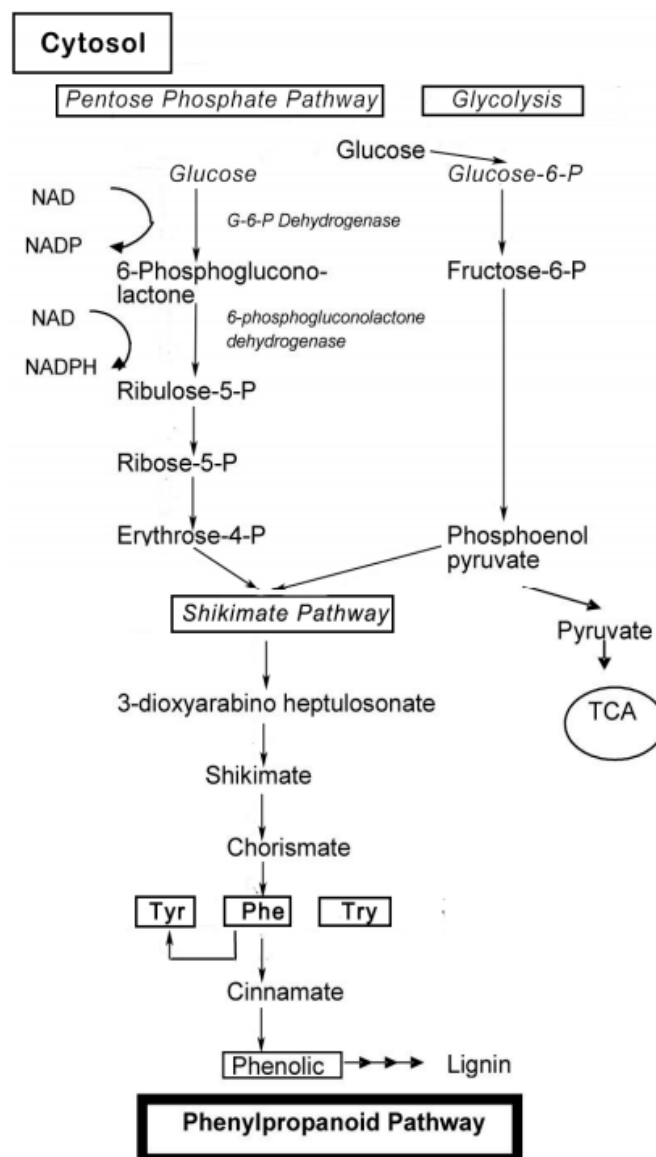 Cytosol
Pentose Phosphate Pathway
Glycolysis
Glucose
Glucose
Glucose-6-P
NAD
G-6-P Dehydrogenase
NADP
6-Phosphoglucono-
lactone
Fructose-6-P
NAD
6-phosphogluconolactone
dehydrogenase
NADPH
Ribulose-5-P
Ribose-5-P
Erythrose-4-P
Phosphoenol
pyruvate
Shikimate Pathway
Pyruvate
TCA
3-dioxyarabino heptulosonate
Shikimate
Chorismate
Tyr
Phe
Try
Cinnamate
Phenolic
Lignin
Phenylpropanoid Pathway